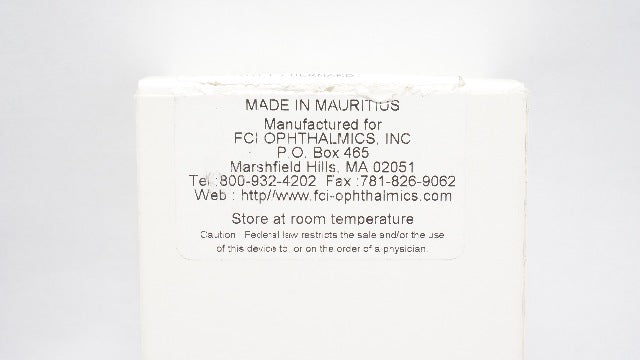 MADE IN MAURITIUS
Manufactured for
FCI OPHTHALMICS, INC
P.O. Box 465
Marshfield Hills, MA 02051
Tel :800-932-4202 Fax :781-826-9062
Web : http//www.fci-ophthalmics.com
Store at room temperature
Caution : Federal law restricts the sale and/or the use
of this device to, or on the order of a physician.